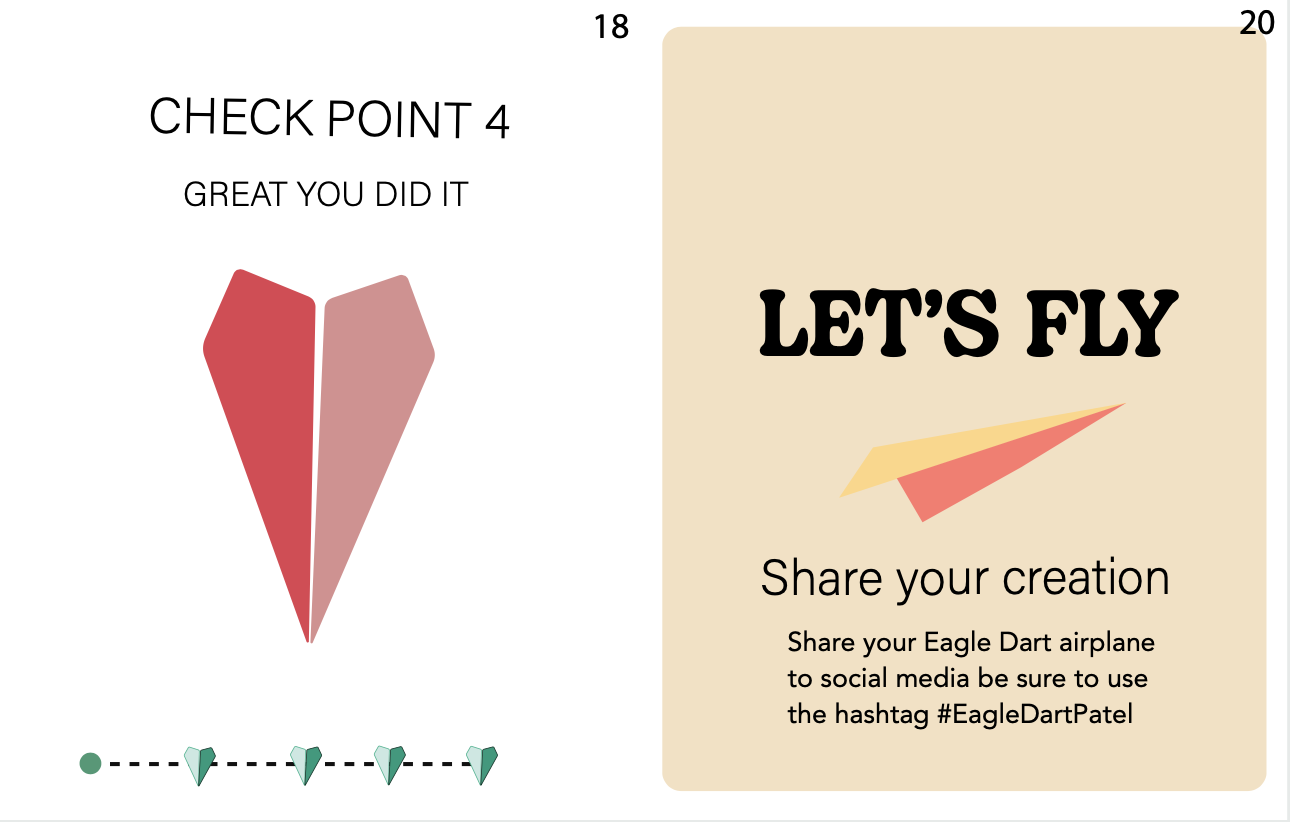 18
CHECK POINT 4
GREAT YOU DID IT
20
LET'S FLY
Share your creation
Share your Eagle Dart airplane
to social media be sure to use
the hashtag #EagleDartPatel